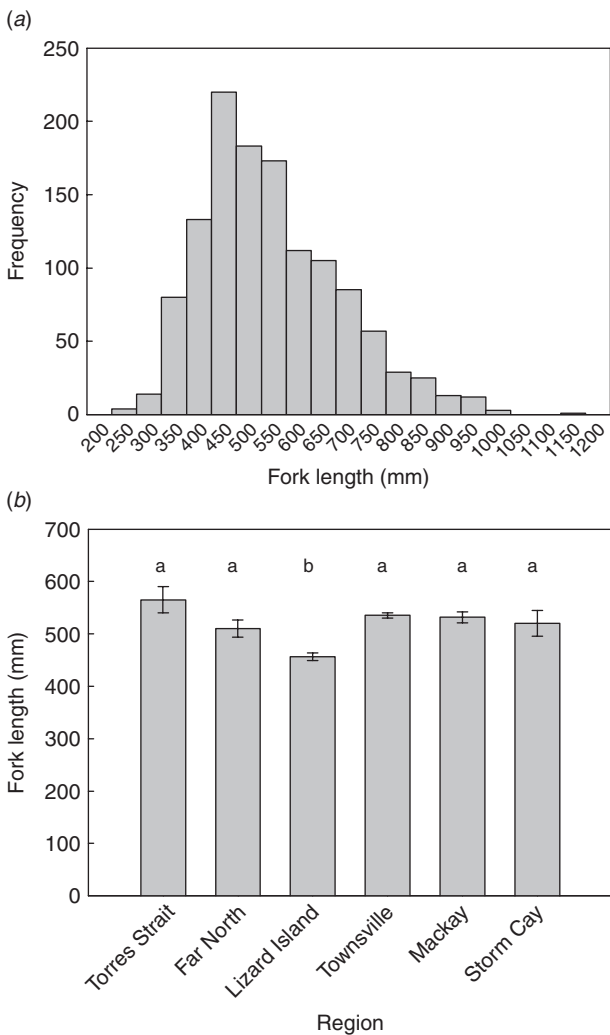 (a)
250
200
150
100
50
0
Frequency
200 250 300 350 400 450 500 550 600 650 700 750 800 850 900 950 1000 1050 1100 1150 1200
Fork length (mm)
(b)
700
600
500
400
300
200
100
0
Fork length (mm)
a a b a a a
Torres Strait Far North Lizard Island Townsville Mackay Storm Cay
Region